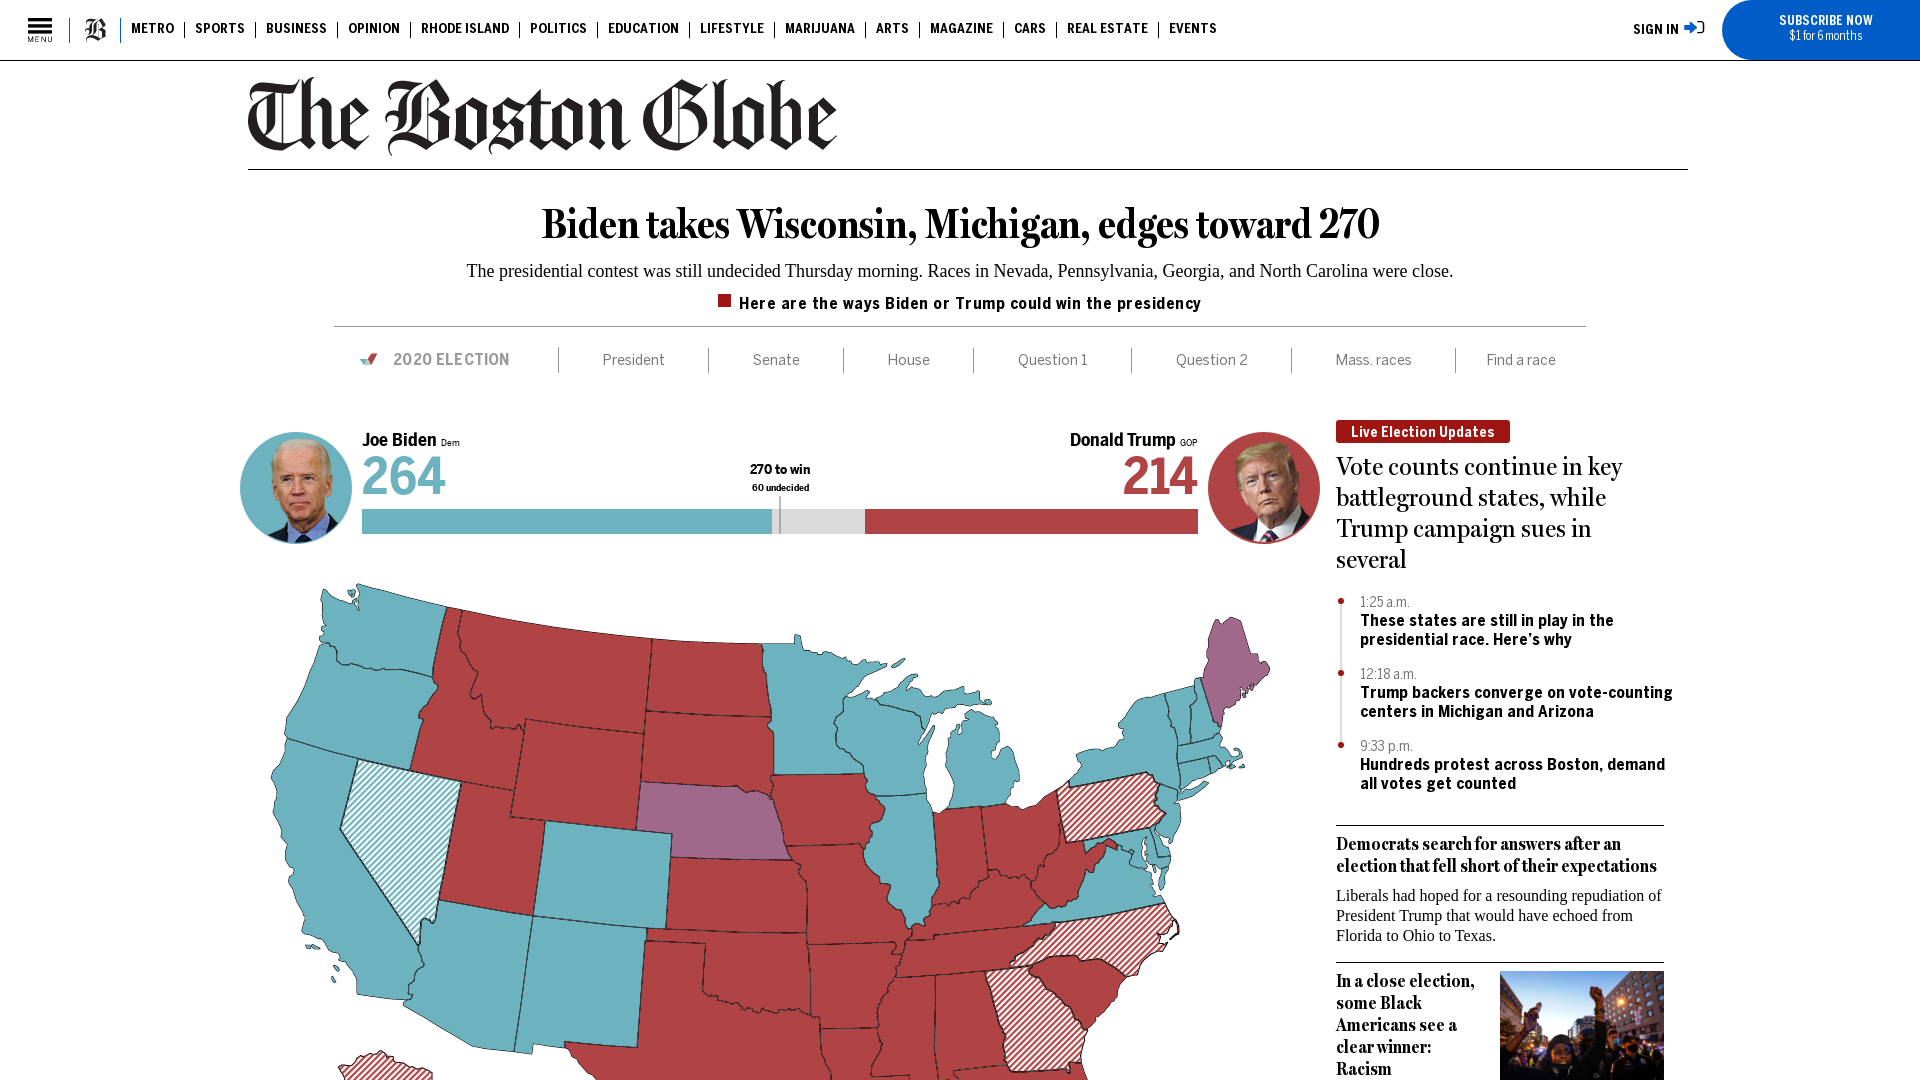 MENU
B
METRO
SPORTS
BUSINESS
OPINION
RHODE ISLAND
POLITICS
EDUCATION
LIFESTYLE
MARIJUANA
ARTS
MAGAZINE
CARS
REAL ESTATE
EVENTS
SIGN IN
SUBSCRIBE NOW
$1 for 6 months
The Boston Globe
Biden takes Wisconsin, Michigan, edges toward 270
The presidential contest was still undecided Thursday morning. Races in Nevada, Pennsylvania, Georgia, and North Carolina were close.
Here are the ways Biden or Trump could win the presidency
2020 ELECTION
President
Senate
House
Question 1
Question 2
Mass. races
Find a race
Joe Biden Dem
264
270 to win
60 undecided
Donald Trump GOP
214
Live Election Updates
Vote counts continue in key
battleground states, while
Trump campaign sues in
several
1:25 a.m.
These states are still in play in the
presidential race. Here’s why
12:18 a.m.
Trump backers converge on vote-counting
centers in Michigan and Arizona
9:33 p.m.
Hundreds protest across Boston, demand
all votes get counted
Democrats search for answers after an
election that fell short of their expectations
Liberals had hoped for a resounding repudiation of
President Trump that would have echoed from
Florida to Ohio to Texas.
In a close election,
some Black
Americans see a
clear winner:
Racism